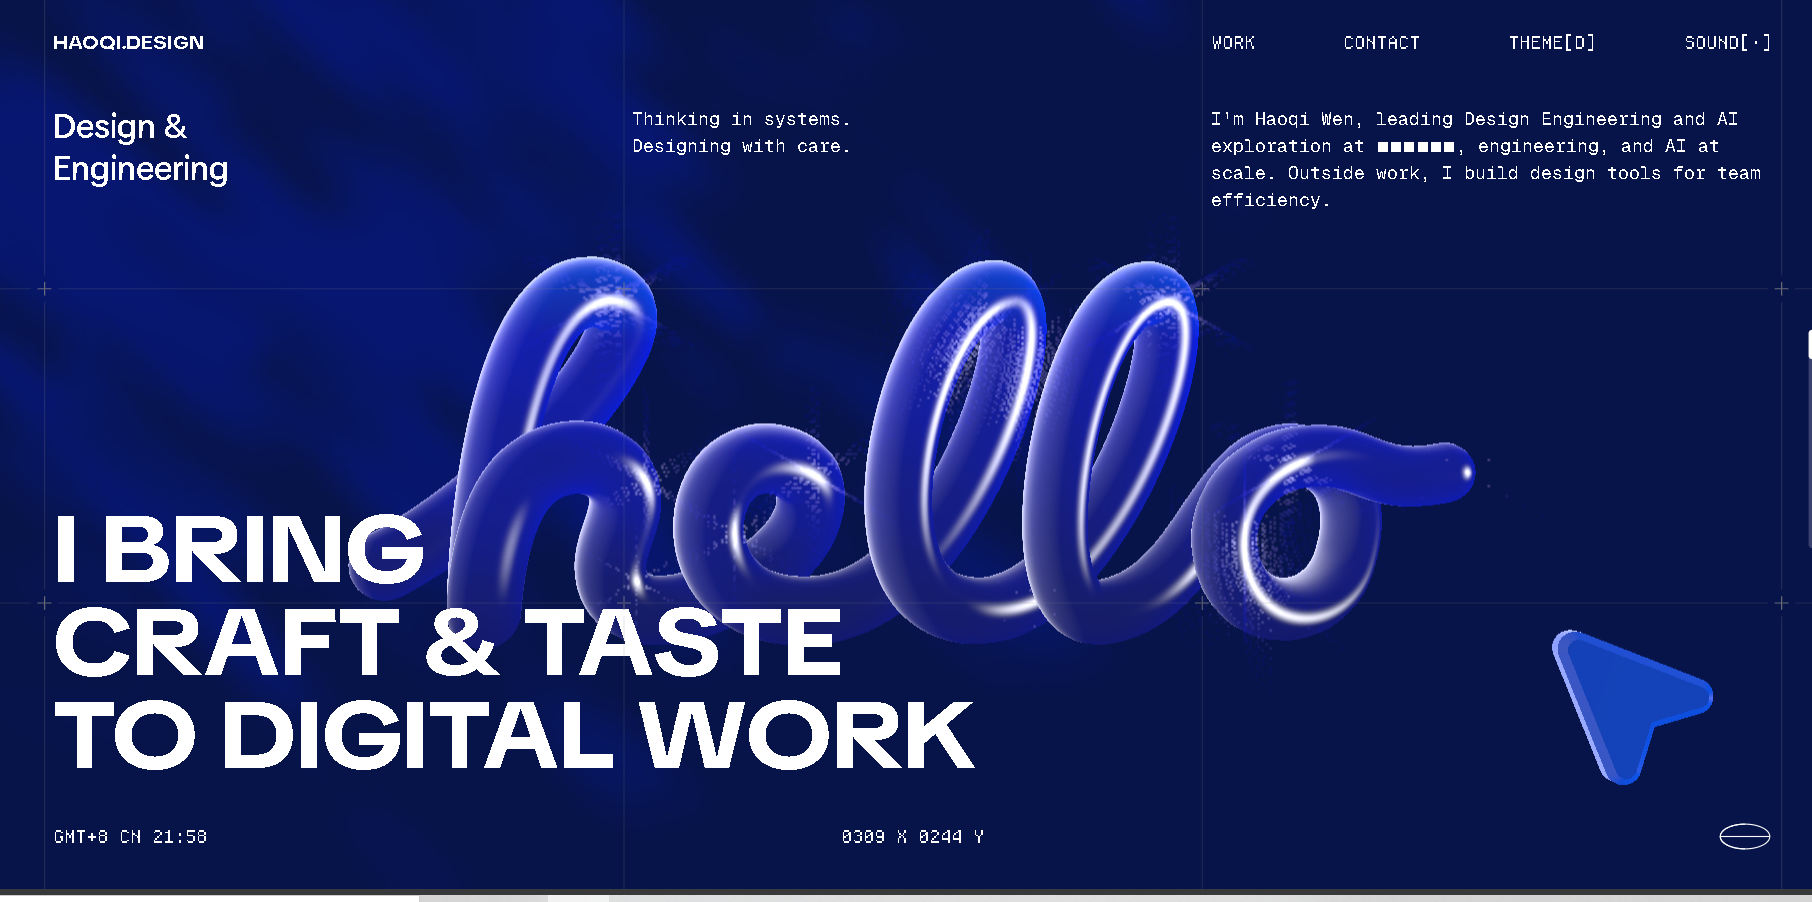 HAOQI.DESIGN
WORK CONTACT THEME[D] SOUND[·]
Design &
Engineering
Thinking in systems.
Designing with care.
I'm Haoqi Wen, leading Design Engineering and AI
exploration at ■■■■■■■, engineering, and AI at
scale. Outside work, I build design tools for team
efficiency.
hello
I BRING
CRAFT & TASTE
TO DIGITAL WORK
GMT+8 CN 21:58
0309 X 0244 Y